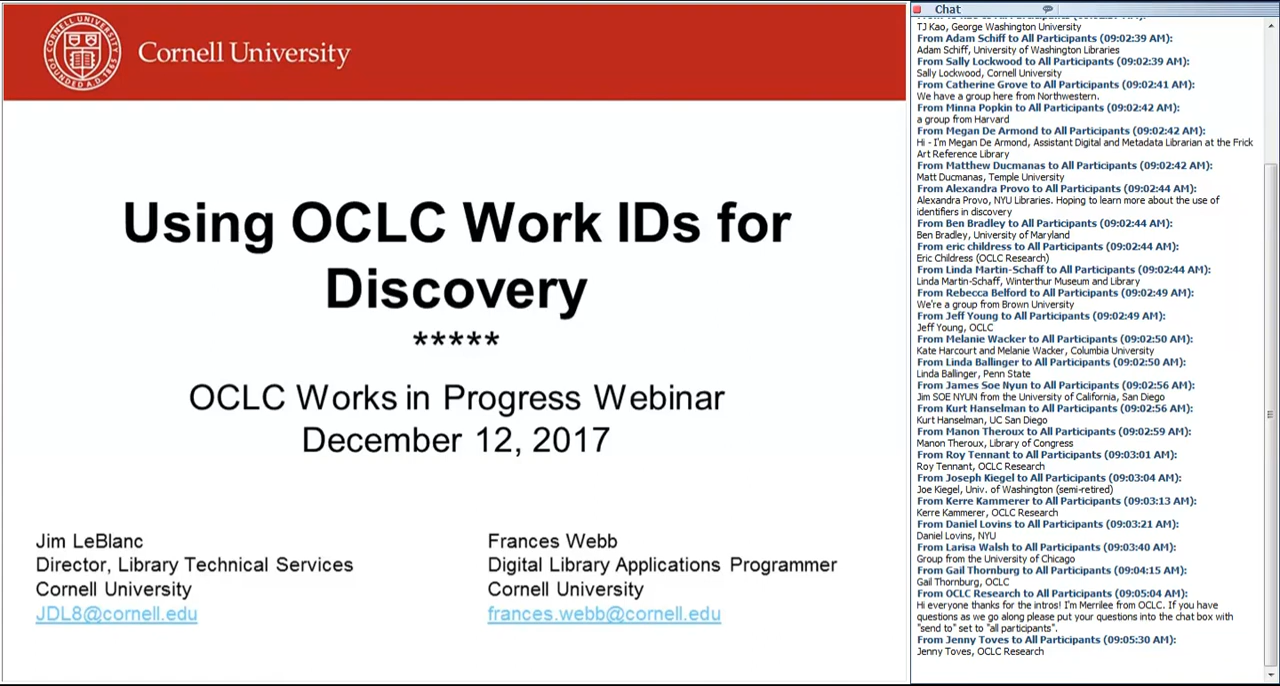 Cornell University
Using OCLC Work IDs for
Discovery
*****
OCLC Works in Progress Webinar
December 12, 2017
Jim LeBlanc
Director, Library Technical Services
Cornell University
JDL8@cornell.edu
Frances Webb
Digital Library Applications Programmer
Cornell University
frances.webb@cornell.edu
Chat
TJ Kao, George Washington University
From Adam Schiff to All Participants (09:02:39 AM):
Adam Schiff, University of Washington Libraries
From Sally Lockwood to All Participants (09:02:39 AM):
Sally Lockwood, Cornell University
From Catherine Grove to All Participants (09:02:41 AM):
We have a group here from Northwestern.
From Minna Popkin to All Participants (09:02:42 AM):
a group from Harvard
From Megan De Armond to All Participants (09:02:42 AM):
Hi - I'm Megan De Armond, Assistant Digital and Metadata Librarian at the Frick
Art Reference Library
From Matthew Ducmanas to All Participants (09:02:42 AM):
Matt Ducmanas, Temple University
From Alexandra Provo to All Participants (09:02:44 AM):
Alexandra Provo, NYU Libraries. Hoping to learn more about the use of
identifiers in discovery
From Ben Bradley to All Participants (09:02:44 AM):
Ben Bradley, University of Maryland
From eric childress to All Participants (09:02:44 AM):
Eric Childress (OCLC Research)
From Linda Martin-Schaff to All Participants (09:02:44 AM):
Linda Martin-Schaff, Winterthur Museum and Library
From Rebecca Belford to All Participants (09:02:49 AM):
We're a group from Brown University
From Jeff Young to All Participants (09:02:49 AM):
Jeff Young, OCLC
From Melanie Wacker to All Participants (09:02:50 AM):
Kate Harcourt and Melanie Wacker, Columbia University
From Linda Ballinger to All Participants (09:02:50 AM):
Linda Ballinger, Penn State
From James Soe Nyun to All Participants (09:02:56 AM):
Jim SOE NYUN from the University of California, San Diego
From Kurt Hanselman to All Participants (09:02:56 AM):
Kurt Hanselman, UC San Diego
From Manon Theroux to All Participants (09:02:59 AM):
Manon Theroux, Library of Congress
From Roy Tennant to All Participants (09:03:01 AM):
Roy Tennant, OCLC Research
From Joseph Kiegel to All Participants (09:03:04 AM):
Joe Kiegel, Univ. of Washington (semi-retired)
From Kerre Kammerer to All Participants (09:03:13 AM):
Kerre Kammerer, OCLC Research
From Daniel Lovins to All Participants (09:03:21 AM):
Daniel Lovins, NYU
From Larisa Walsh to All Participants (09:03:40 AM):
Group from the University of Chicago
From Gail Thornburg to All Participants (09:04:15 AM):
Gail Thornburg, OCLC
From OCLC Research to All Participants (09:05:04 AM):
Hi everyone thanks for the intros! I'm Merrilee from OCLC. If you have
questions as we go along please put your questions into the chat box with
"send to" set to "all participants".
From Jenny Toves to All Participants (09:05:30 AM):
Jenny Toves, OCLC Research